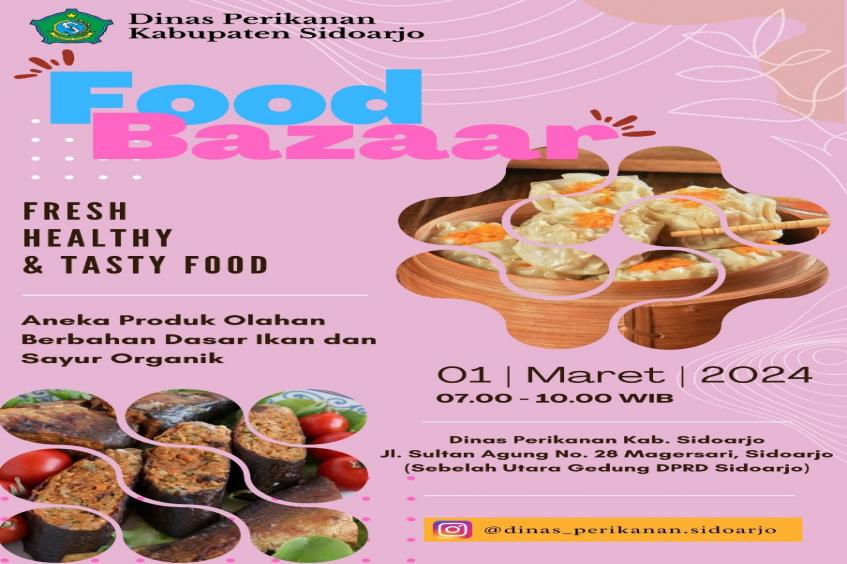 Dinas Perikanan
Kabupaten Sidoarjo
Food
Bazaar
FRESH
HEALTHY
& TASTY FOOD
Aneka Produk Olahan
Berbahan Dasar Ikan dan
Sayur Organik
01 | Maret | 2024
07.00 - 10.00 WIB
Dinas Perikanan Kab. Sidoarjo
Jl. Sultan Agung No. 28 Magersari, Sidoarjo
(Sebelah Utara Gedung DPRD Sidoarjo)
@dinas_perikanan.sidoarjo